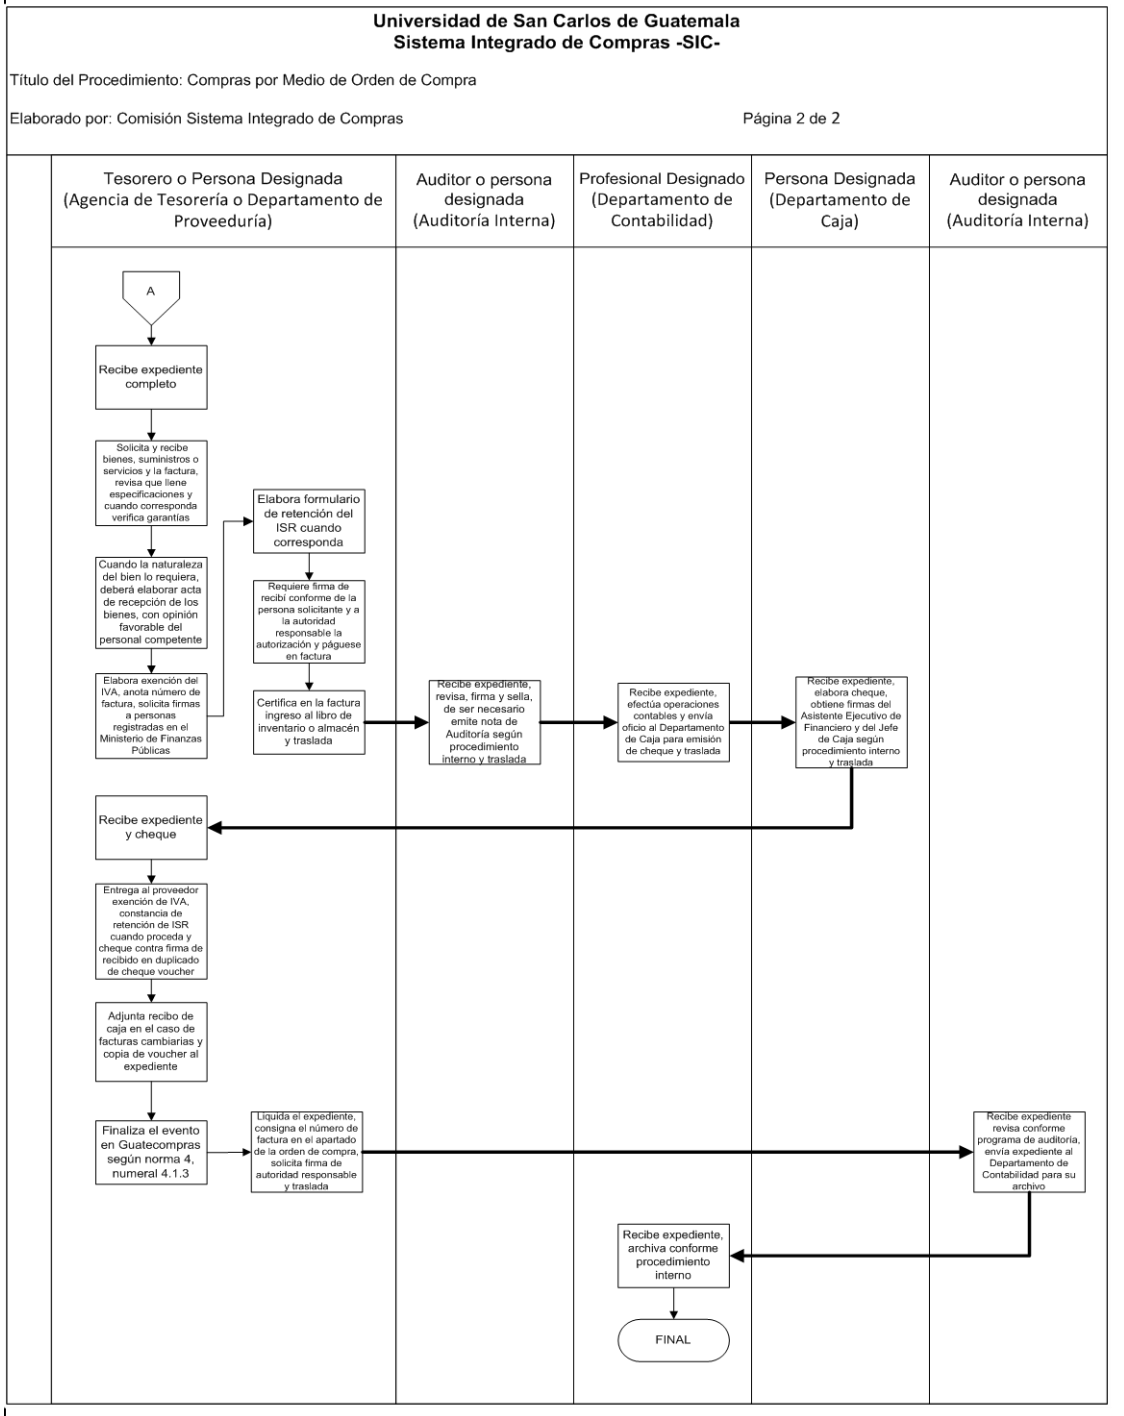 Universidad de San Carlos de Guatemala
Sistema Integrado de Compras -SIC-
Título del Procedimiento: Compras por Medio de Orden de Compra
Elaborado por: Comisión Sistema Integrado de Compras
Página 2 de 2
Tesorero o Persona Designada
(Agencia de Tesorería o Departamento de
Proveeduría)
Auditor o persona
designada
(Auditoría Interna)
Profesional Designado
(Departamento de
Contabilidad)
Persona Designada
(Departamento de
Caja)
Auditor o persona
designada
(Auditoría Interna)
A
Recibe expediente
completo
Solicita y recibe
bienes, suministros o
servicios y la factura,
revisa que llene
especificaciones y
cuando corresponda
verifica garantías
Cuando la naturaleza
del bien lo requiera,
deberá elaborar acta
de recepción de los
bienes, con opinión
favorable del
personal competente
Elabora exención del
IVA, anota número de
factura, solicita firmas
a personas
registradas en el
Ministerio de Finanzas
Públicas
Elabora formulario
de retención del
ISR cuando
corresponda
Requiere firma de
recibí conforme de la
persona solicitante y a
la autoridad
responsable la
autorización y páguese
en factura
Certifica en la factura
ingreso al libro de
inventario o almacén
y traslada
Recibe expediente,
revisa, firma y sella,
de ser necesario
emite nota de
Auditoría según
procedimiento
interno y traslada
Recibe expediente,
efectúa operaciones
contables y envía
oficio al Departamento
de Caja para emisión
de cheque y traslada
Recibe expediente,
elabora cheque,
obtiene firmas del
Asistente Ejecutivo de
Financiero y del Jefe
de Caja según
procedimiento interno
y traslada
Recibe expediente
y cheque
Entrega al proveedor
exención de IVA,
constancia de
retención de ISR
cuando proceda y
cheque contra firma de
recibido en duplicado
de cheque voucher
Adjunta recibo de
caja en el caso de
facturas cambiarias y
copia de voucher al
expediente
Finaliza el evento
en Guatecompras
según norma 4,
numeral 4.1.3
Liquida el expediente,
consigna el número de
factura en el apartado
de la orden de compra,
solicita firma de
autoridad responsable
y traslada
Recibe expediente
revisa conforme
programa de auditoría,
envía expediente al
Departamento de
Contabilidad para su
archivo
Recibe expediente,
archiva conforme
procedimiento
interno
FINAL